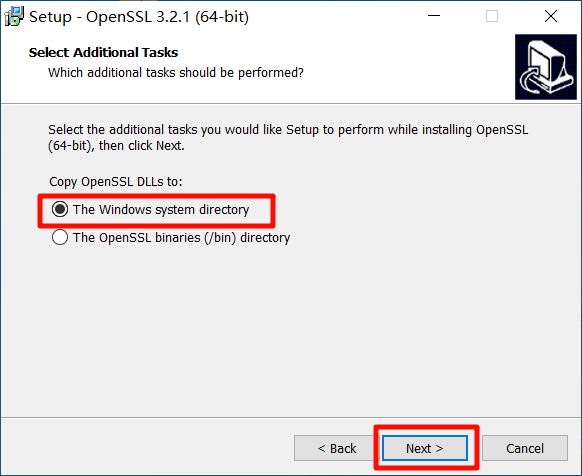 Setup - OpenSSL 3.2.1 (64-bit)
Select Additional Tasks
Which additional tasks should be performed?
Select the additional tasks you would like Setup to perform while installing OpenSSL
(64-bit), then click Next.
Copy OpenSSL DLLs to:
The Windows system directory
The OpenSSL binaries (/bin) directory
< Back
Next >
Cancel